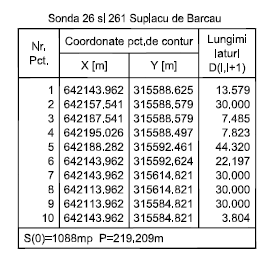 Sonda 26 sl 261 Suplacu de Barcau
Nr. Pct. Coordonate pct.de contur Lungimi laturi D(i,i+1)
X [m] Y [m]
1 642143.962 315588.625 13.579
2 642157.541 315588.579 30.000
3 642187.541 315588.579 7.485
4 642195.026 315588.497 7.823
5 642188.282 315592.461 44.320
6 642143.962 315592.624 22.197
7 642143.962 315614.821 30.000
8 642113.962 315614.821 30.000
9 642113.962 315584.821 30.000
10 642143.962 315584.821 3.804
S(0)=1068mp P=219,209m